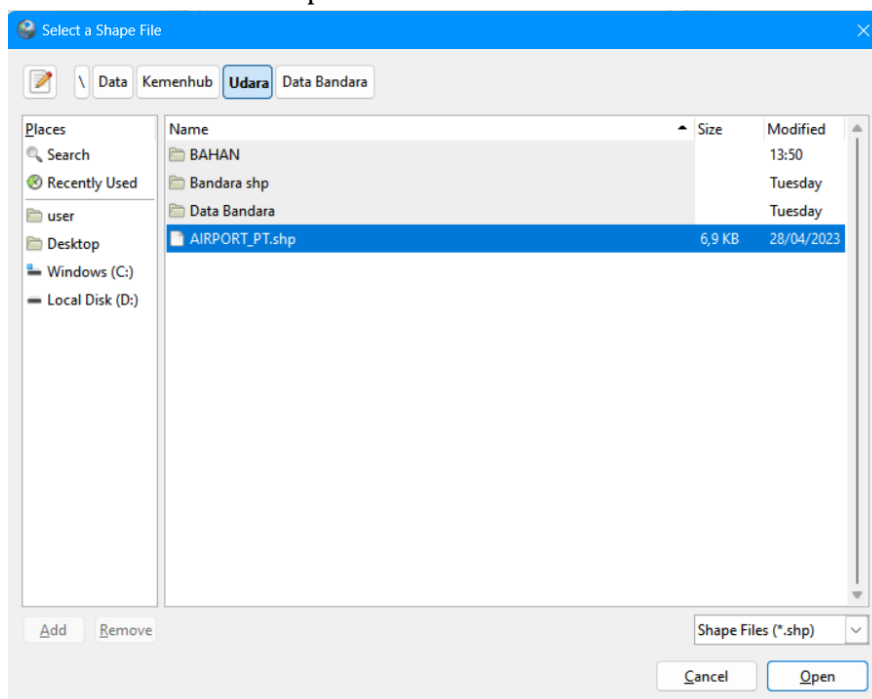 Select a Shape File
\ Data Kemenhub Udara Data Bandara
Places
Search
Recently Used
user
Desktop
Windows (C:)
Local Disk (D:)
Name Size Modified
BAHAN 13:50
Bandara shp Tuesday
Data Bandara Tuesday
AIRPORT_PT.shp 6,9 KB 28/04/2023
Add Remove
Shape Files (*.shp)
Cancel Open